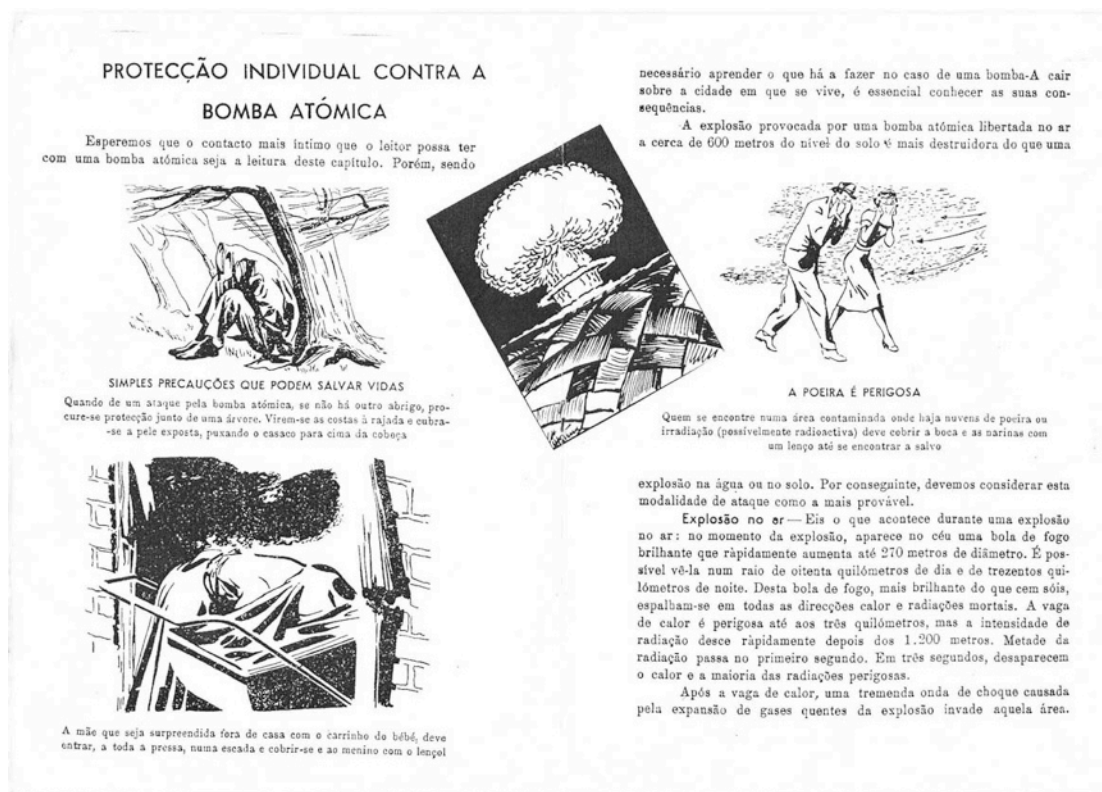 PROTECÇÃO INDIVIDUAL CONTRA A
BOMBA ATÓMICA
Esperemos que o contacto mais íntimo que o leitor possa ter
com uma bomba atómica seja a leitura deste capítulo. Porém, sendo
SIMPLES PRECAUÇÕES QUE PODEM SALVAR VIDAS
Quando de um ataque pela bomba atómica, se não há outro abrigo, pro-
cure-se protecção junto de uma árvore. Virem-se as costas à rajada e cubra-
-se a pele exposta, puxando o casaco para cima da cobeça
A mãe que seja surpreendida fora de casa com o carrinho do bébé, deve
entrar, a toda a pressa, numa escada e cobrir-se e ao menino com o lençol
necessário aprender o que há a fazer no caso de uma bomba-A cair
sobre a cidade em que se vive, é essencial conhecer as suas con-
sequências.
A explosão provocada por uma bomba atómica libertada no ar
a cerca de 600 metros do nível do solo é mais destruidora do que uma
A POEIRA É PERIGOSA
Quem se encontre numa área contaminada onde haja nuvens de poeira ou
irradiação (possivelmente radioactiva) deve cobrir a boca e as narinas com
um lenço até se encontrar a salvo
explosão na água ou no solo. Por conseguinte, devemos considerar esta
modalidade de ataque como a mais provável.
Explosão no ar — Eis o que acontece durante uma explosão
no ar: no momento da explosão, aparece no céu uma bola de fogo
brilhante que ràpidamente aumenta até 270 metros de diâmetro. É pos-
sível vê-la num raio de oitenta quilómetros de dia e de trezentos qui-
lómetros de noite. Desta bola de fogo, mais brilhante do que cem sóis,
espalham-se em todas as direcções calor e radiações mortais. A vaga
de calor é perigosa até aos três quilómetros, mas a intensidade de
radiação desce ràpidamente depois dos 1.200 metros. Metade da
radiação passa no primeiro segundo. Em três segundos, desaparecem
o calor e a maioria das radiações perigosas.
Após a vaga de calor, uma tremenda onda de choque causada
pela expansão de gases quentes da explosão invade aquela área.